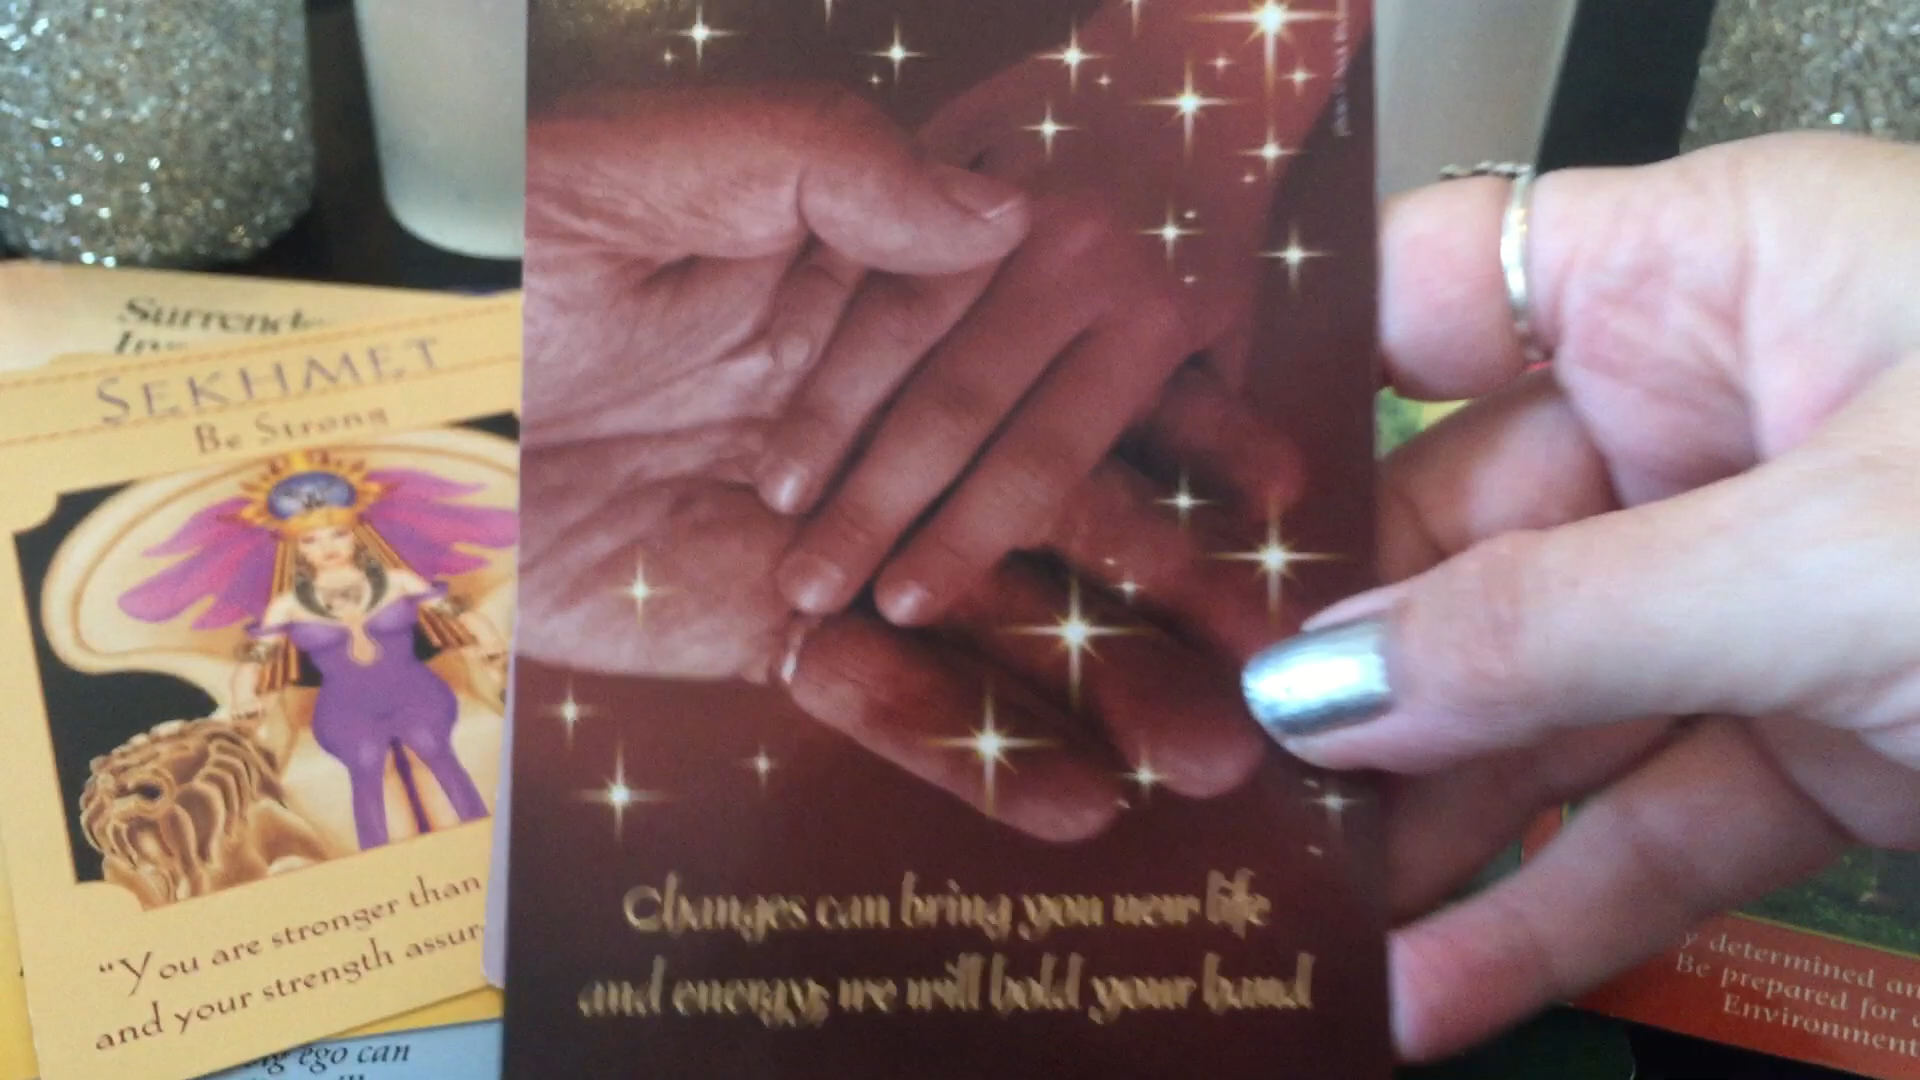 Surrend
SEKHMET
Be Strong
"You are stronger than
and your strength assur
ego can
Changes can bring you new life
and energy, we will hold your hand
determined an
Be prepared for
Environment